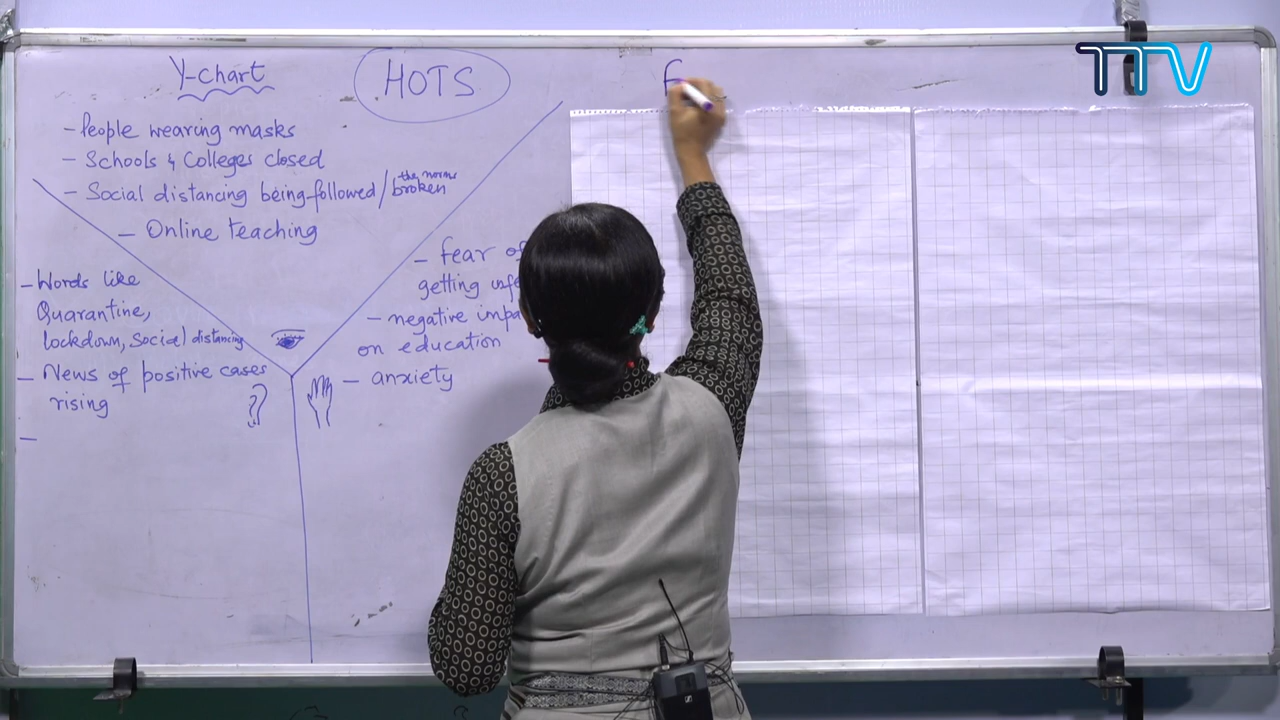 Y-chart
HOTS
TTV
- People wearing masks
- Schools & Colleges closed
- Social distancing being followed/broken
the norms
- Online teaching
- Words like
Quarantine,
lockdown, Social distancing
- News of positive cases
rising
-
- fear of
getting
- negative
on education
- anxiety